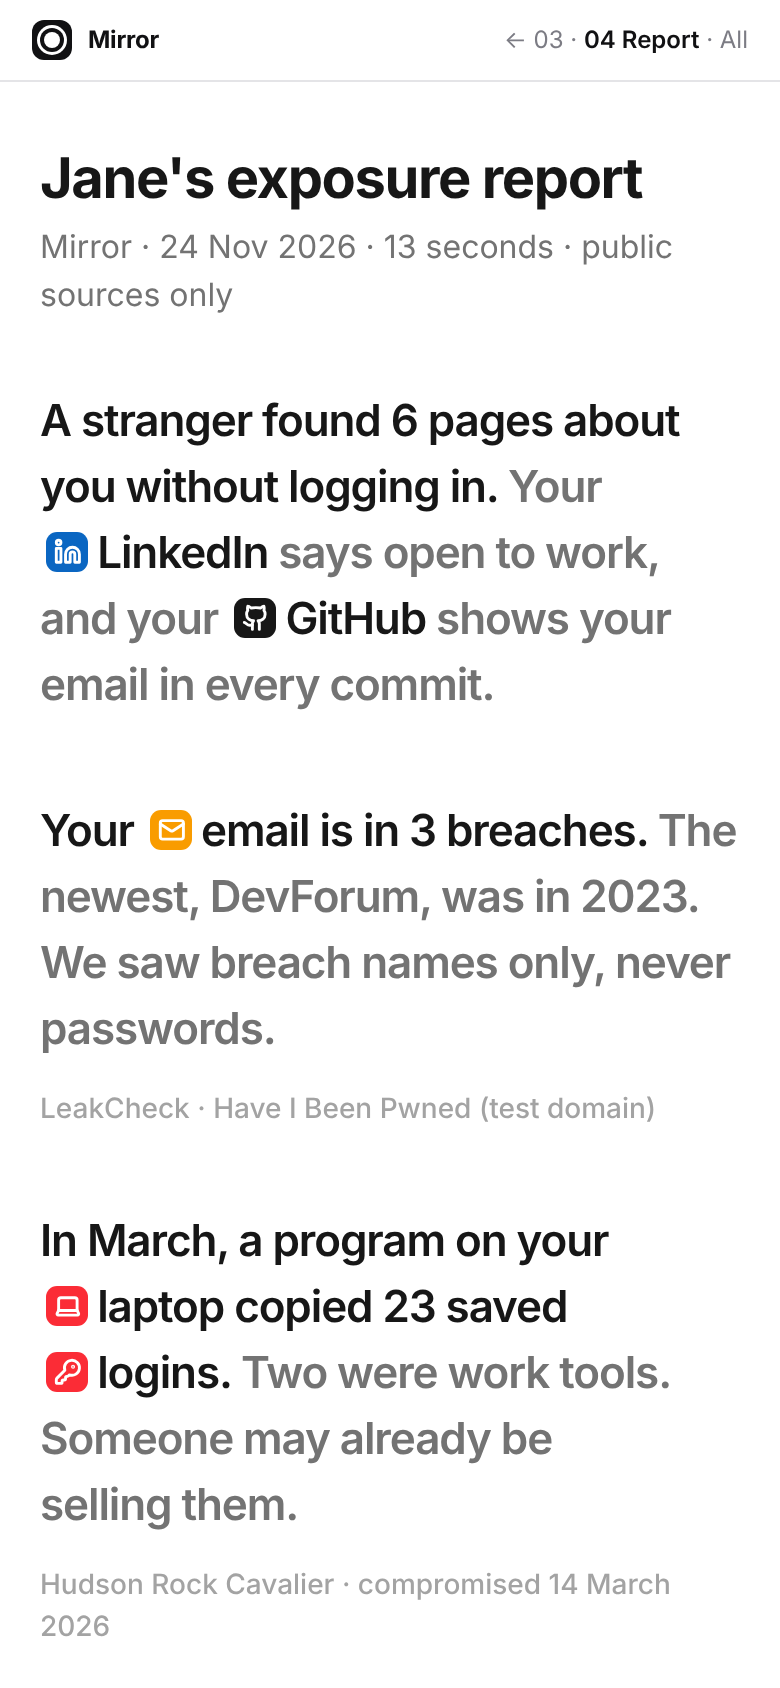 Mirror
← 03 · 04 Report · All
Jane's exposure report
Mirror · 24 Nov 2026 · 13 seconds · public
sources only
A stranger found 6 pages about
you without logging in. Your
in LinkedIn says open to work,
and your GitHub shows your
email in every commit.
Your email is in 3 breaches. The
newest, DevForum, was in 2023.
We saw breach names only, never
passwords.
LeakCheck · Have I Been Pwned (test domain)
In March, a program on your
laptop copied 23 saved
logins. Two were work tools.
Someone may already be
selling them.
Hudson Rock Cavalier · compromised 14 March
2026